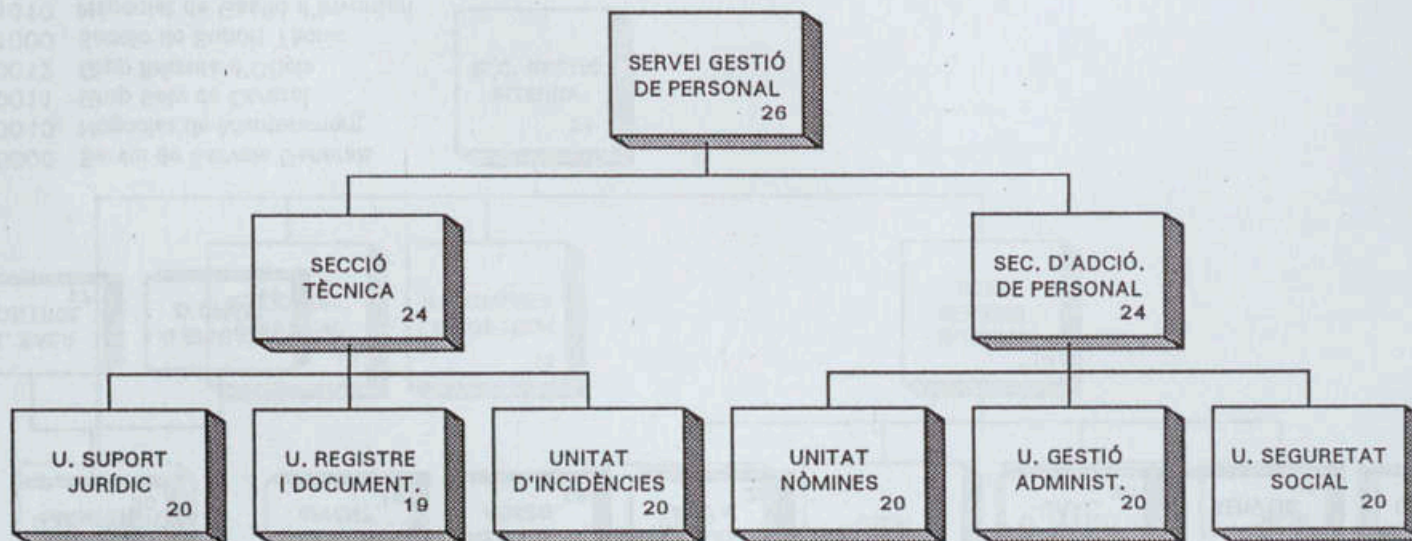 SERVEI GESTIÓ
DE PERSONAL
26
SECCIÓ
TÈCNICA
24
SEC. D'ADCIÓ.
DE PERSONAL
24
U. SUPORT
JURÍDIC
20
U. REGISTRE
I DOCUMENT.
19
UNITAT
D'INCIDÈNCIES
20
UNITAT
NÒMINES
20
U. GESTIÓ
ADMINIST.
20
U. SEGURETAT
SOCIAL
20